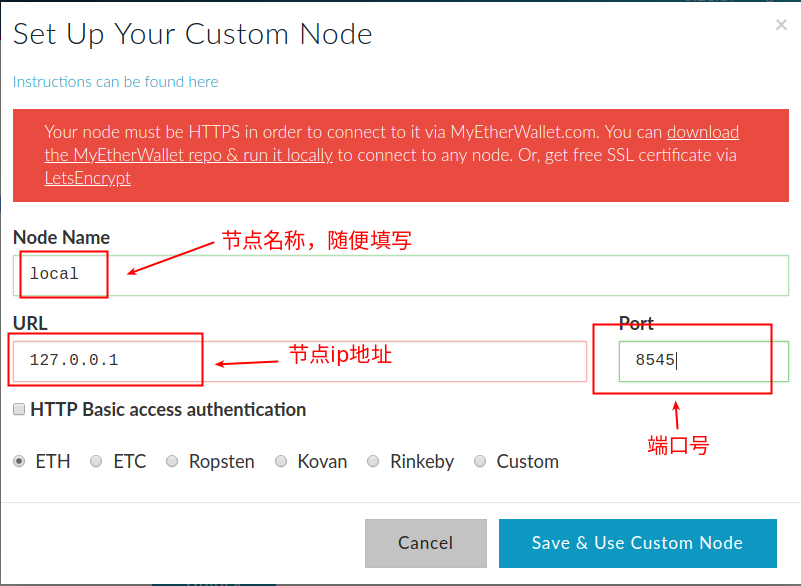 Set Up Your Custom Node
×
Instructions can be found here
Your node must be HTTPS in order to connect to it via MyEtherWallet.com. You can download
the MyEtherWallet repo & run it locally to connect to any node. Or, get free SSL certificate via
LetsEncrypt
Node Name
节点名称，随便填写
local
URL
Port
127.0.0.1
节点ip地址
8545
HTTP Basic access authentication
端口号
ETH ETC Ropsten Kovan Rinkeby Custom
Cancel
Save & Use Custom Node